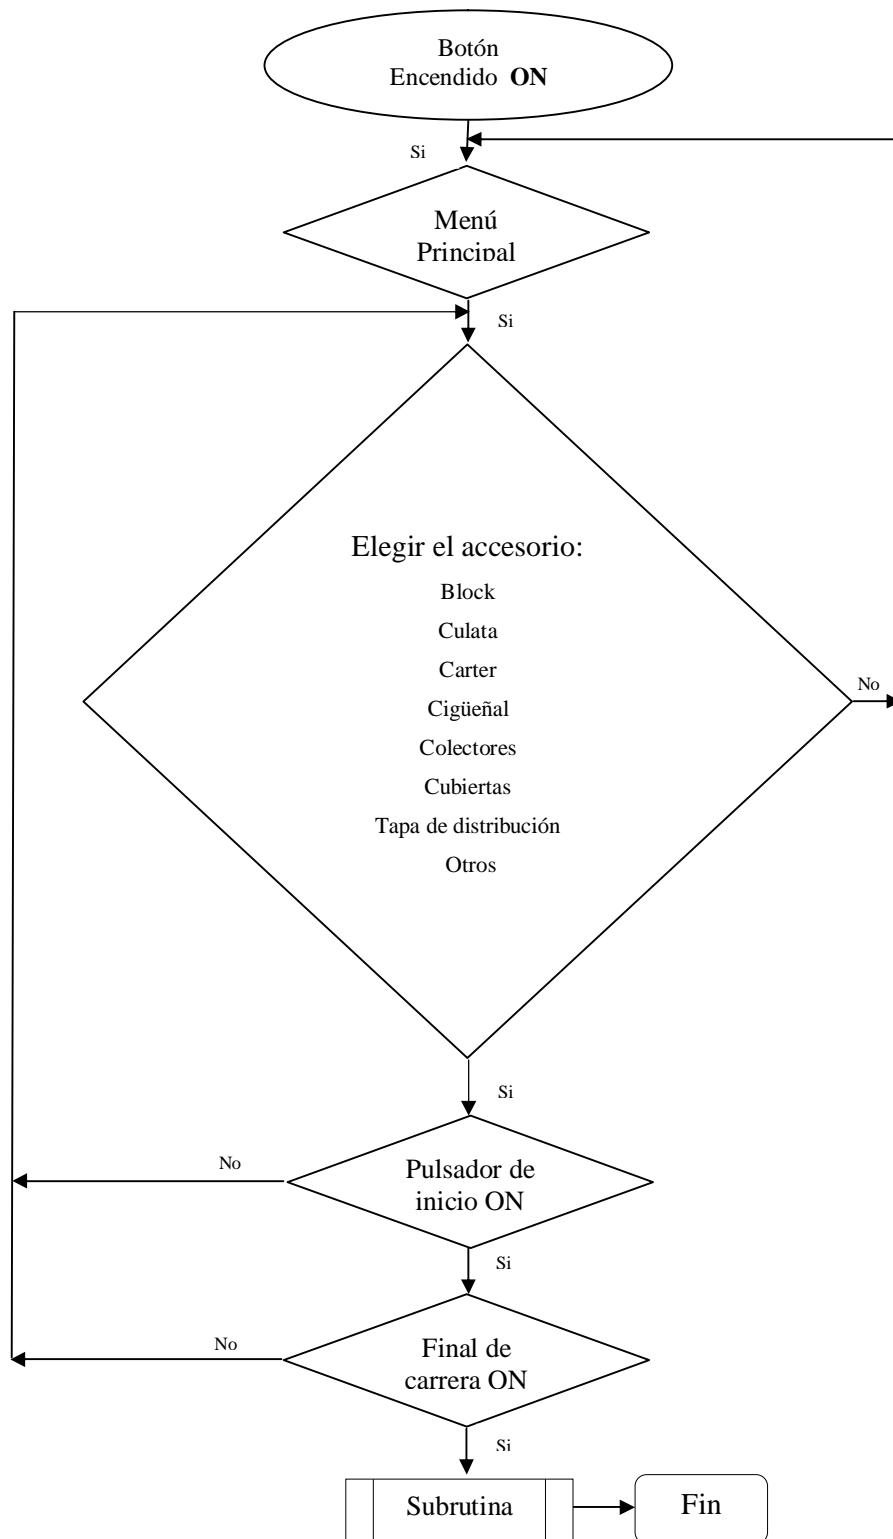 Botón
Encendido ON
Si
Menú
Principal
Si
Elegir el accesorio:
Block
Culata
Carter
Cigüeñal
No
Colectores
Cubiertas
Tapa de distribución
Otros
Si
No
Pulsador de
inicio ON
Si
No
Final de
carrera ON
Si
Subrutina
Fin